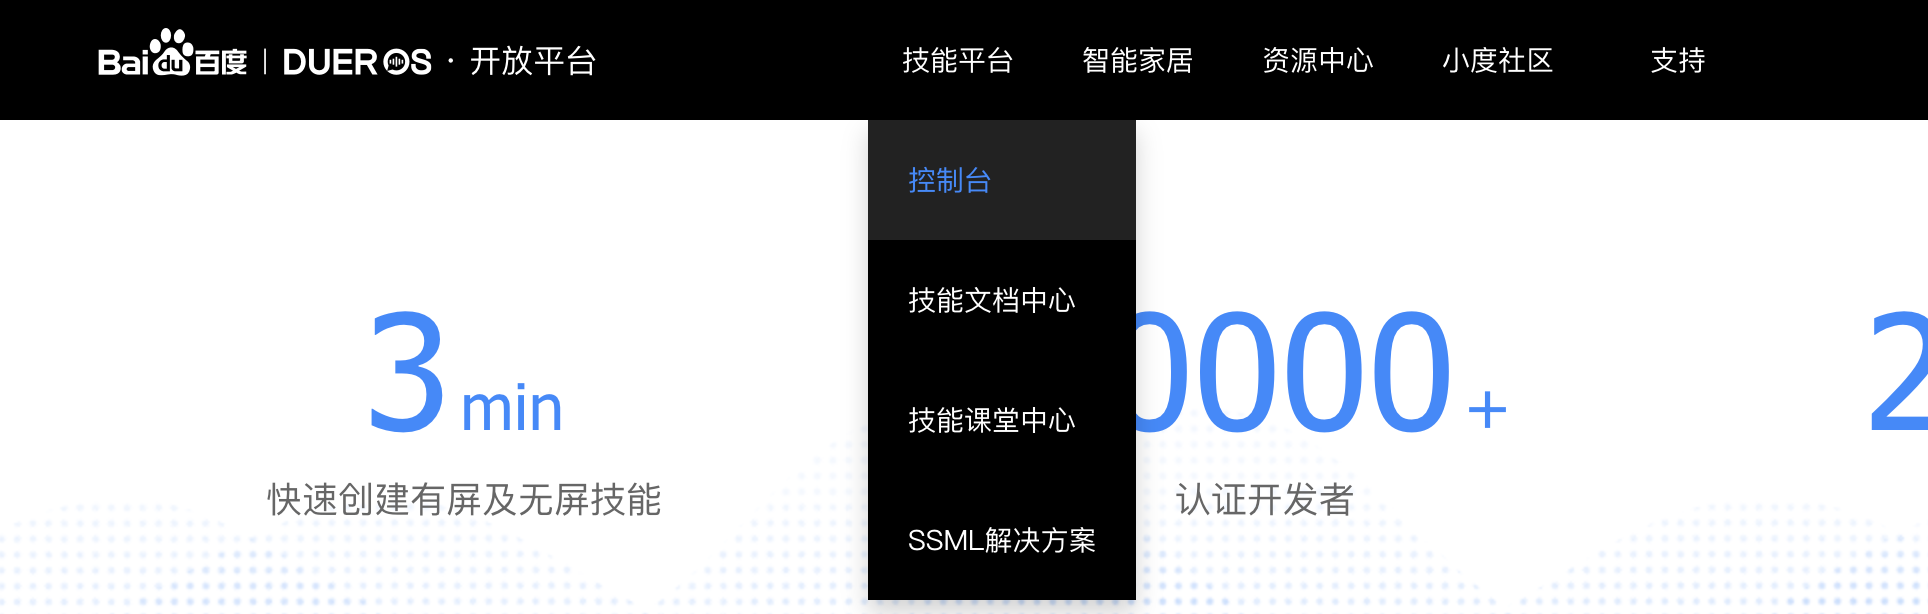 Bai du 百度 | DUEROS · 开放平台
技能平台 智能家居 资源中心 小度社区 支持
控制台
技能文档中心
技能课堂中心
SSML解决方案
3 min
快速创建有屏及无屏技能
0000+
认证开发者
2